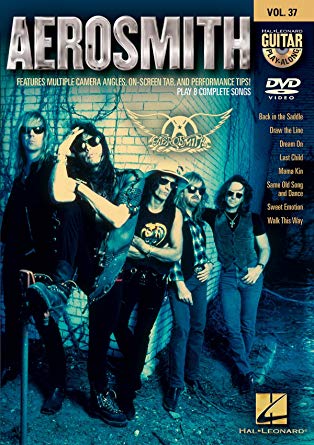 AEROSMITH
VOL. 37
HAL•LEONARD
GUITAR
PLAY-ALONG
DVD
VIDEO
FEATURES MULTIPLE CAMERA ANGLES, ON-SCREEN TAB, AND PERFORMANCE TIPS!
PLAY 8 COMPLETE SONGS
AEROSMITH
Back in the Saddle
Draw the Line
Dream On
Last Child
Mama Kin
Same Old Song
and Dance
Sweet Emotion
Walk This Way
HAL•LEONARD®